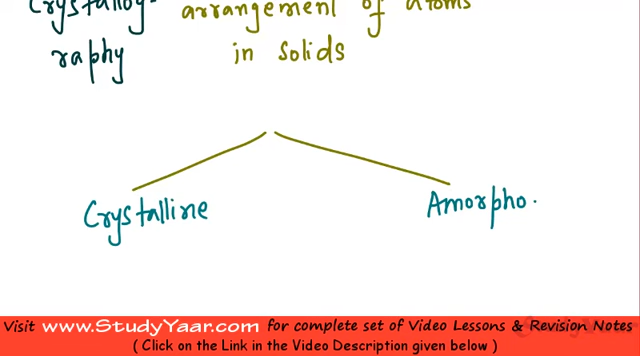 Crystallog- arrangement of atoms
raphy in solids
Crystalline Amorpho
Visit www.StudyYaar.com for complete set of Video Lessons & Revision Notes
( Click on the Link in the Video Description given below )